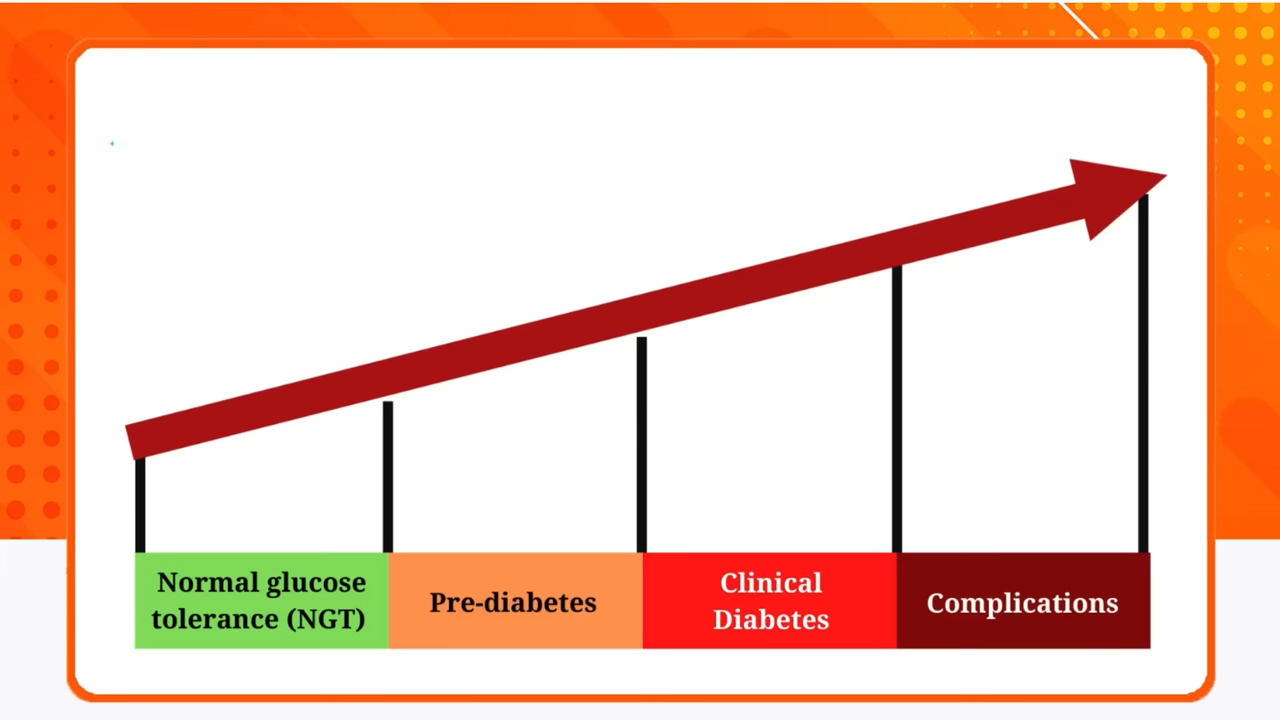 Normal glucose
tolerance (NGT)
Pre-diabetes
Clinical
Diabetes
Complications